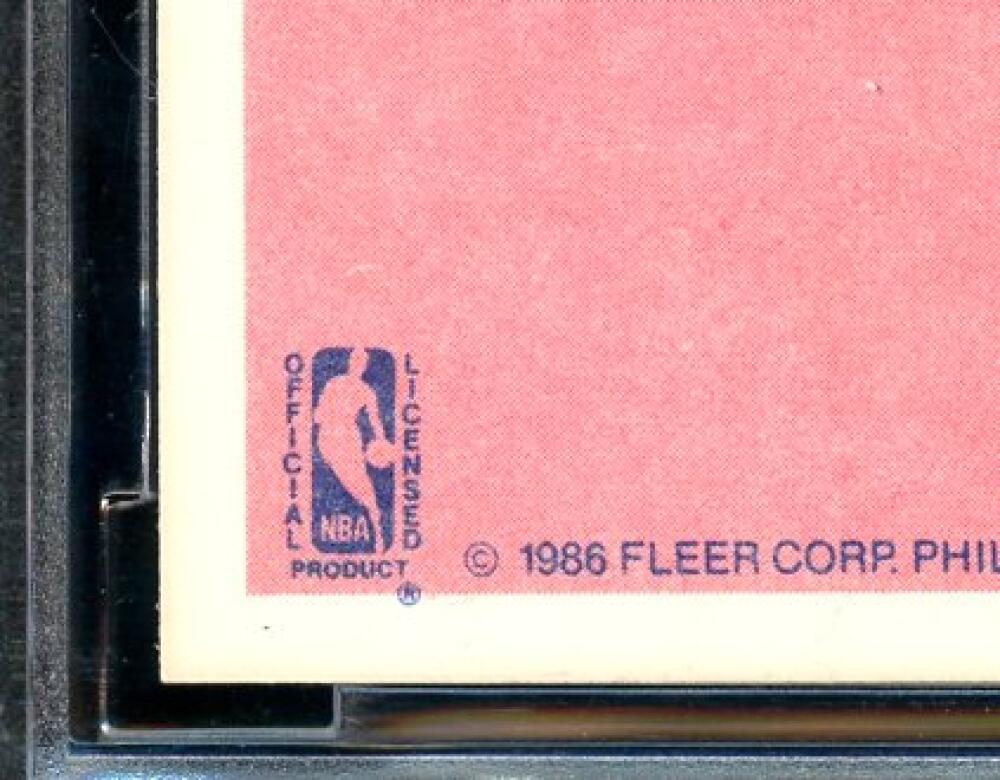 OFFICIAL
LICENSED
NBA
PRODUCT
®
© 1986 FLEER CORP. PHIL